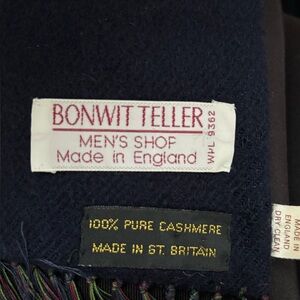 BONWIT TELLER
MEN'S SHOP
Made in England
WPL 9362
100% PURE CASHMERE
MADE IN GT. BRITAIN
MADE IN
ENGLAND
DRY CLEAN